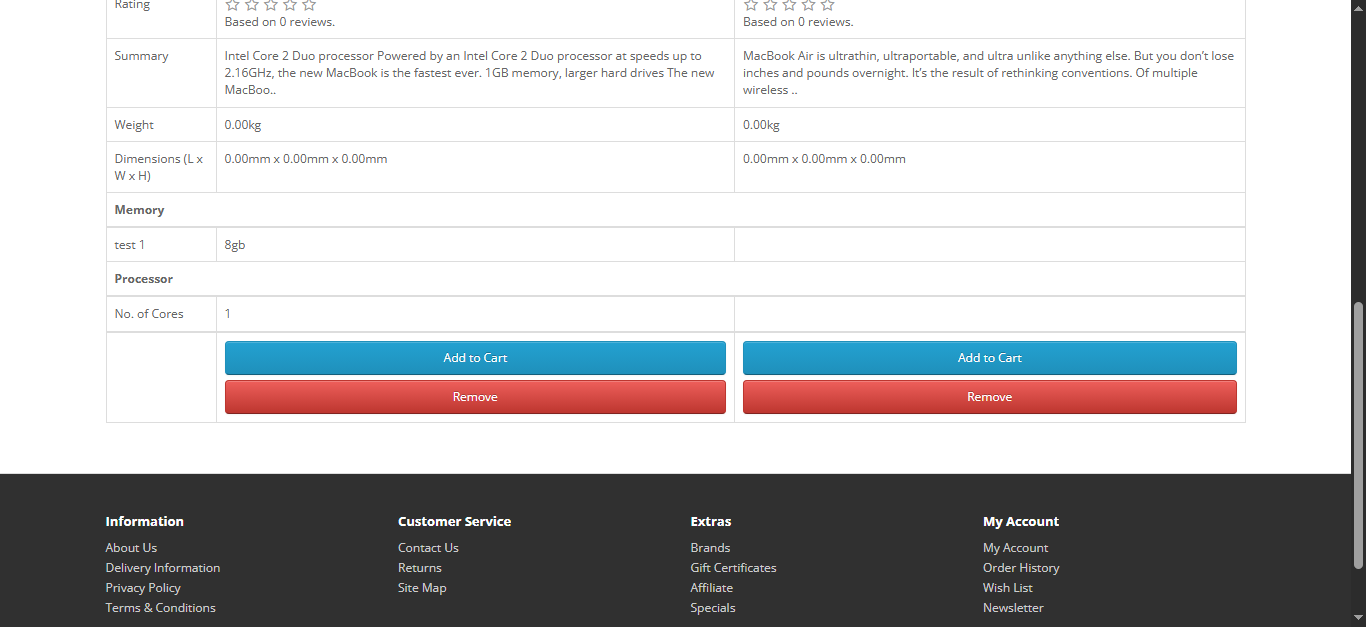 Rating
Based on 0 reviews.
Based on 0 reviews.
Summary
Intel Core 2 Duo processor Powered by an Intel Core 2 Duo processor at speeds up to
2.16GHz, the new MacBook is the fastest ever. 1GB memory, larger hard drives The new
MacBoo..
MacBook Air is ultrathin, ultraportable, and ultra unlike anything else. But you don’t lose
inches and pounds overnight. It’s the result of rethinking conventions. Of multiple
wireless ..
Weight
0.00kg
0.00kg
Dimensions (L x
W x H)
0.00mm x 0.00mm x 0.00mm
0.00mm x 0.00mm x 0.00mm
Memory
test 1
8gb
Processor
No. of Cores
1
Add to Cart
Add to Cart
Remove
Remove
Information
About Us
Delivery Information
Privacy Policy
Terms & Conditions
Customer Service
Contact Us
Returns
Site Map
Extras
Brands
Gift Certificates
Affiliate
Specials
My Account
My Account
Order History
Wish List
Newsletter